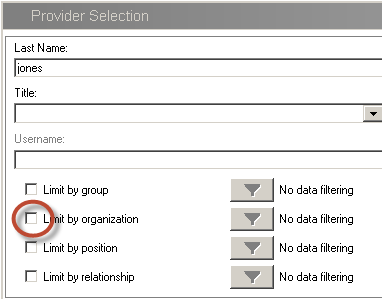 Provider Selection
Last Name:
jones
Title:
Username:
Limit by group No data filtering
Limit by organization No data filtering
Limit by position No data filtering
Limit by relationship No data filtering